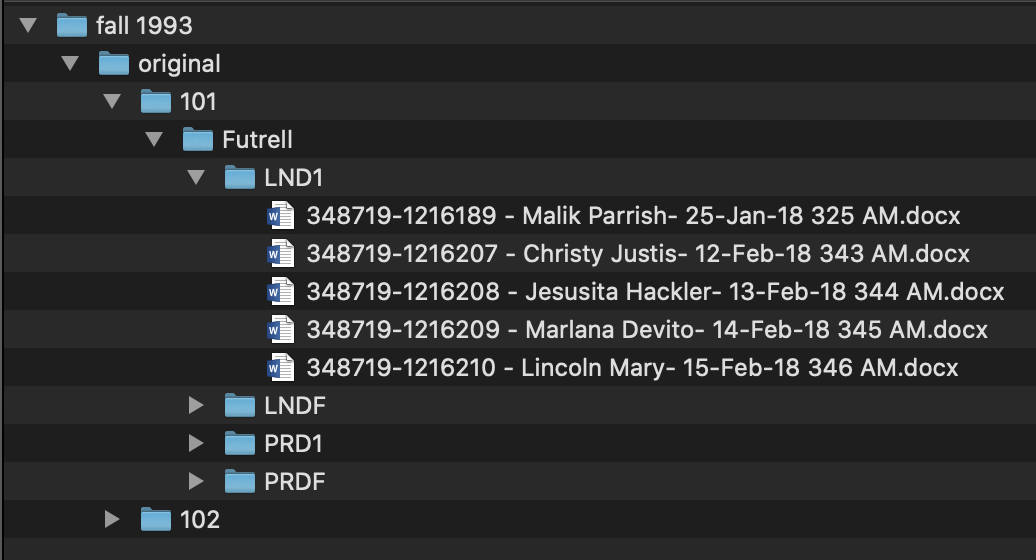 fall 1993
original
101
Futrell
LND1
348719-1216189 - Malik Parrish- 25-Jan-18 325 AM.docx
348719-1216207 - Christy Justis- 12-Feb-18 343 AM.docx
348719-1216208 - Jesusita Hackler- 13-Feb-18 344 AM.docx
348719-1216209 - Marlana Devito- 14-Feb-18 345 AM.docx
348719-1216210 - Lincoln Mary- 15-Feb-18 346 AM.docx
LNDF
PRD1
PRDF
102